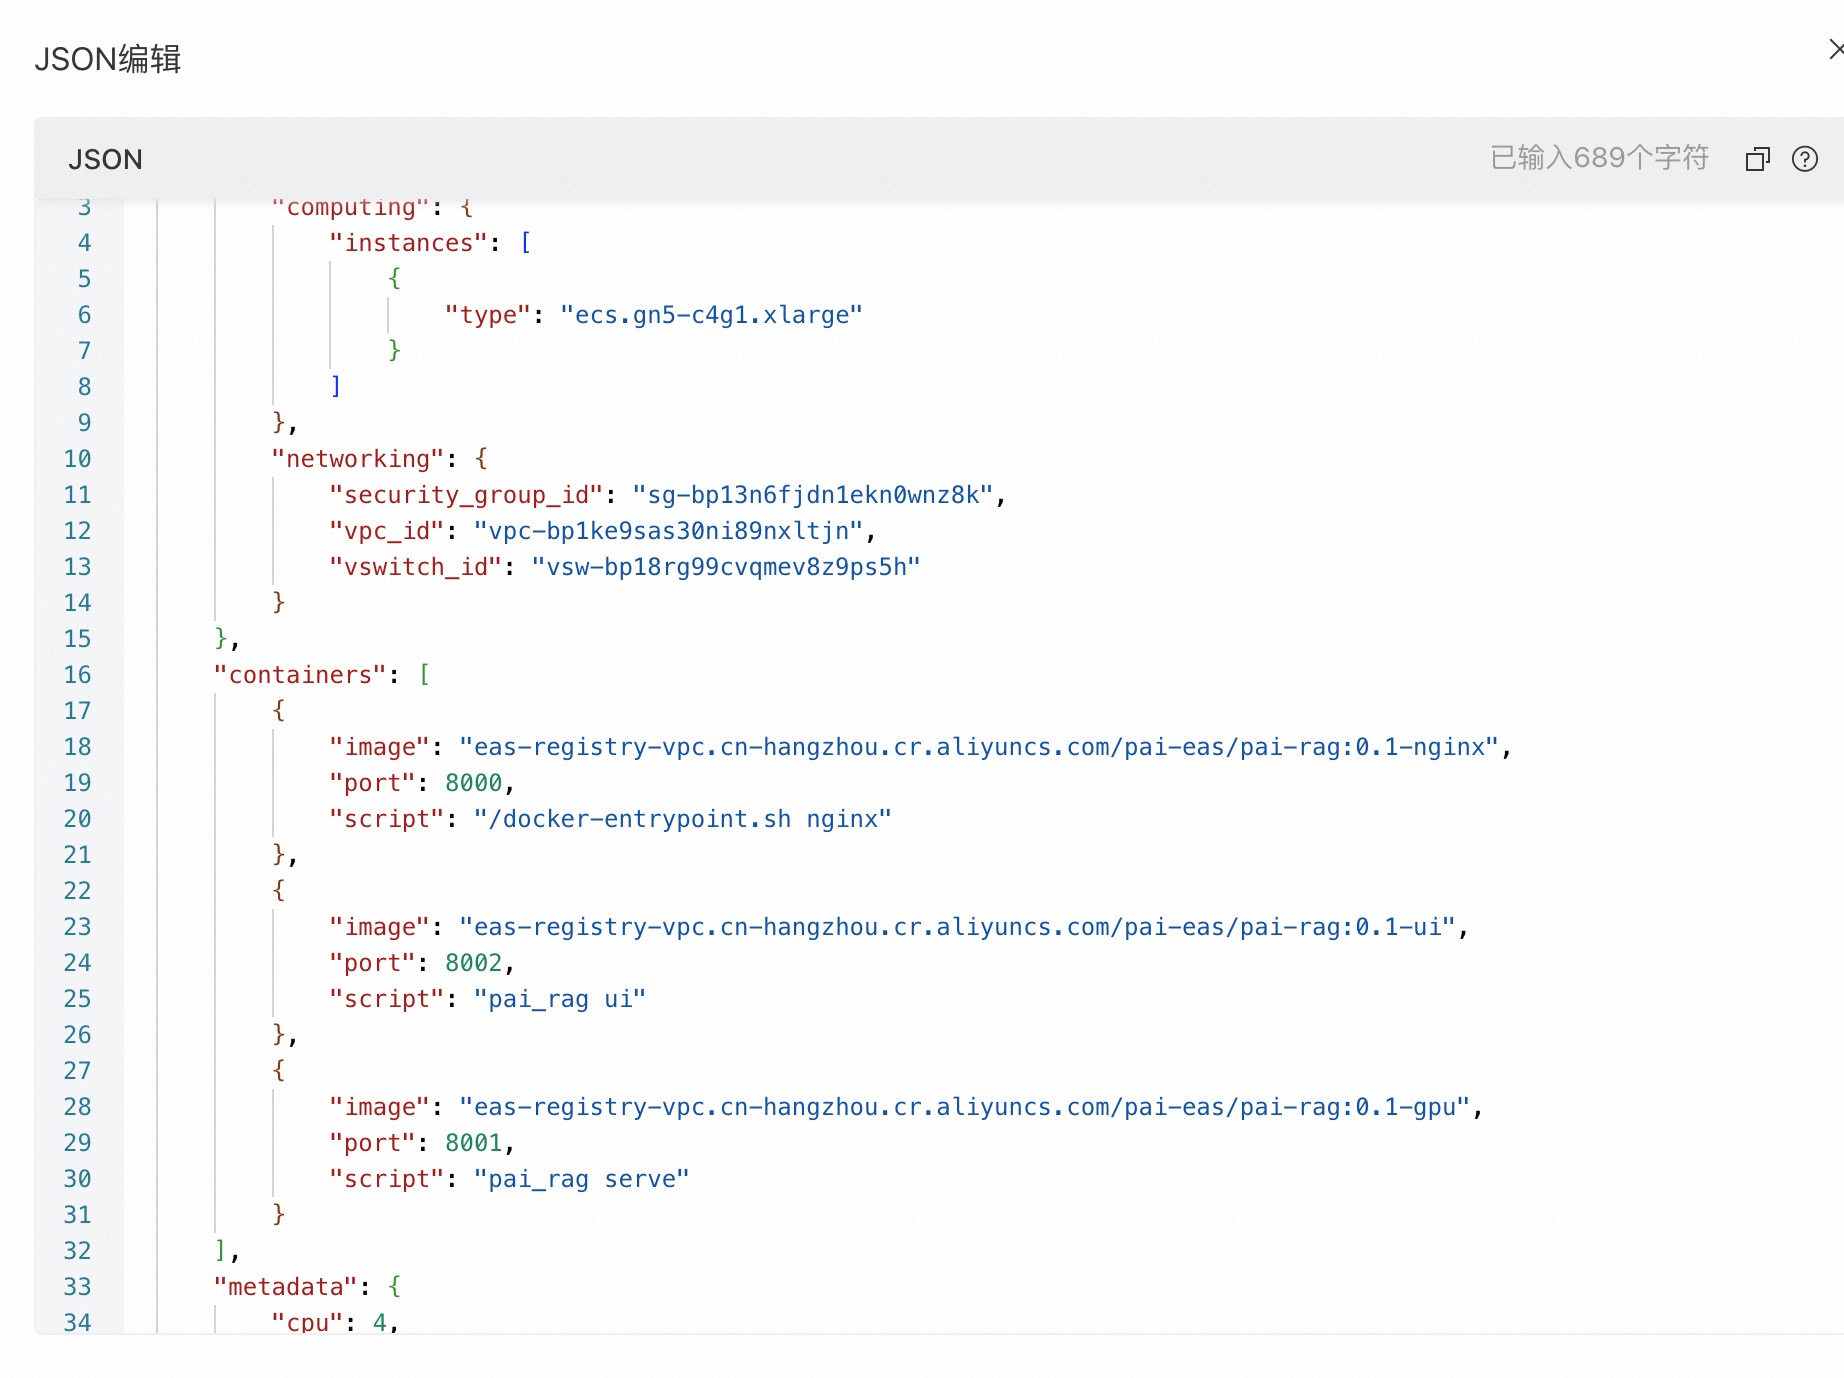 JSON编辑
JSON 已输入689个字符
3 "computing": {
4 "instances": [
5 {
6 "type": "ecs.gn5-c4g1.xlarge"
7 }
8 ]
9 },
10 "networking": {
11 "security_group_id": "sg-bp13n6fjdn1ekn0wnz8k",
12 "vpc_id": "vpc-bp1ke9sas30ni89nxltjn",
13 "vswitch_id": "vsw-bp18rg99cvqmev8z9ps5h"
14 }
15 },
16 "containers": [
17 {
18 "image": "eas-registry-vpc.cn-hangzhou.cr.aliyuncs.com/pai-eas/pai-rag:0.1-nginx",
19 "port": 8000,
20 "script": "/docker-entrypoint.sh nginx"
21 },
22 {
23 "image": "eas-registry-vpc.cn-hangzhou.cr.aliyuncs.com/pai-eas/pai-rag:0.1-ui",
24 "port": 8002,
25 "script": "pai_rag ui"
26 },
27 {
28 "image": "eas-registry-vpc.cn-hangzhou.cr.aliyuncs.com/pai-eas/pai-rag:0.1-gpu",
29 "port": 8001,
30 "script": "pai_rag serve"
31 }
32 ],
33 "metadata": {
34 "cpu": 4,